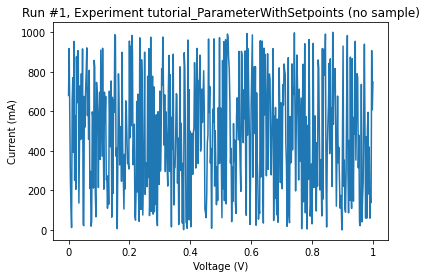 Run #1, Experiment tutorial_ParameterWithSetpoints (no sample)
1000
800
600
400
200
0
Current (mA)
0 0.2 0.4 0.6 0.8 1
Voltage (V)